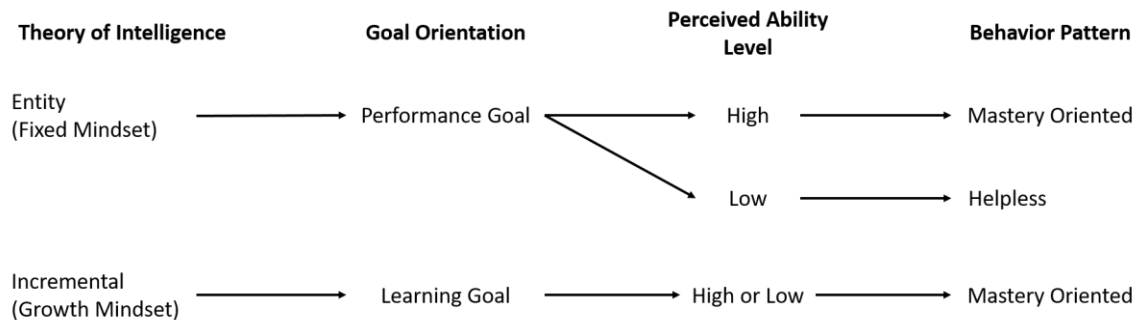 Theory of Intelligence
Goal Orientation
Perceived Ability
Level
Behavior Pattern
Entity
(Fixed Mindset)
Performance Goal
High
Mastery Oriented
Low
Helpless
Incremental
(Growth Mindset)
Learning Goal
High or Low
Mastery Oriented